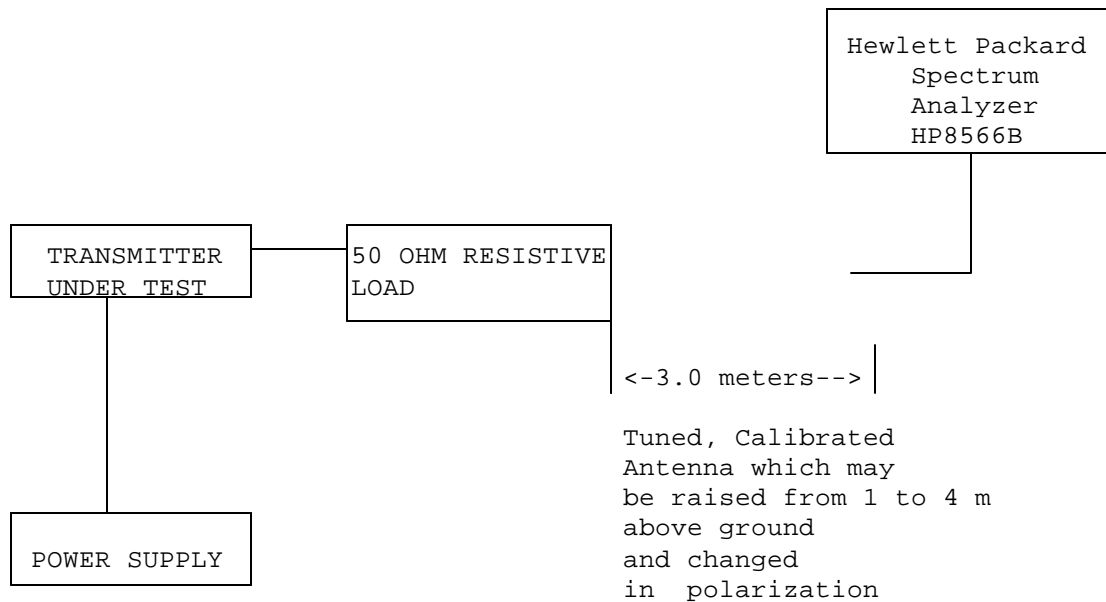 Hewlett Packard
Spectrum
Analyzer
HP8566B
TRANSMITTER
UNDER TEST
50 OHM RESISTIVE
LOAD
<-3.0 meters-->
Tuned, Calibrated
Antenna which may
be raised from 1 to 4 m
above ground
and changed
in polarization
POWER SUPPLY